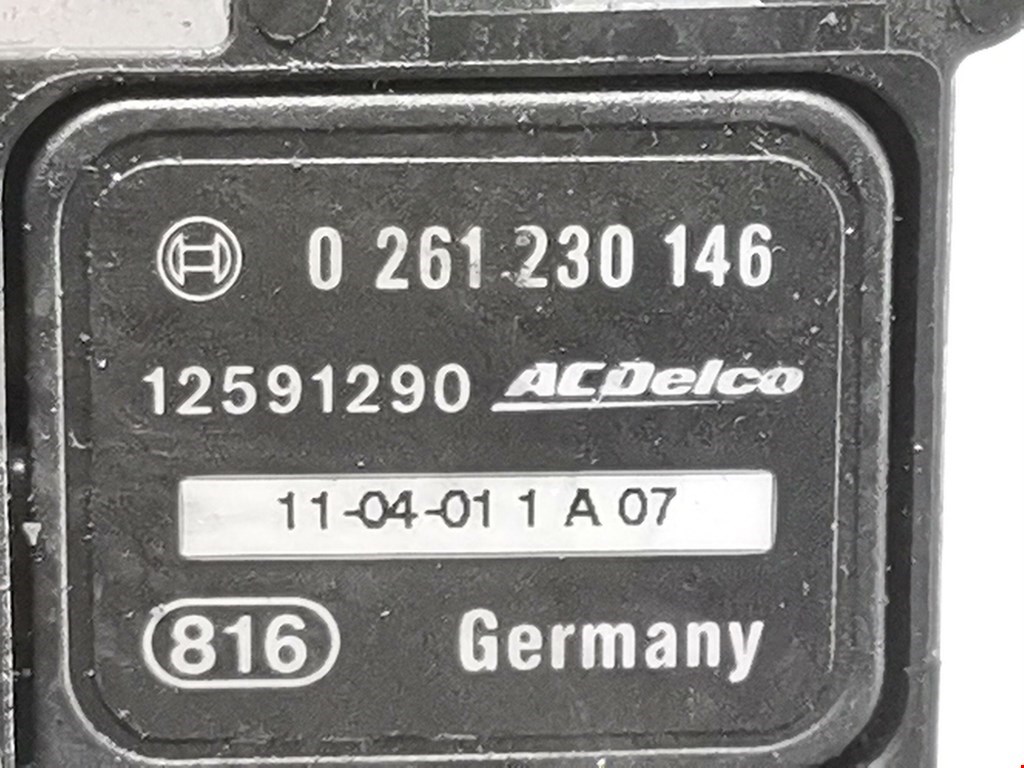 0 261 230 146
12591290 ACDelco
11-04-01 1 A 07
816 Germany